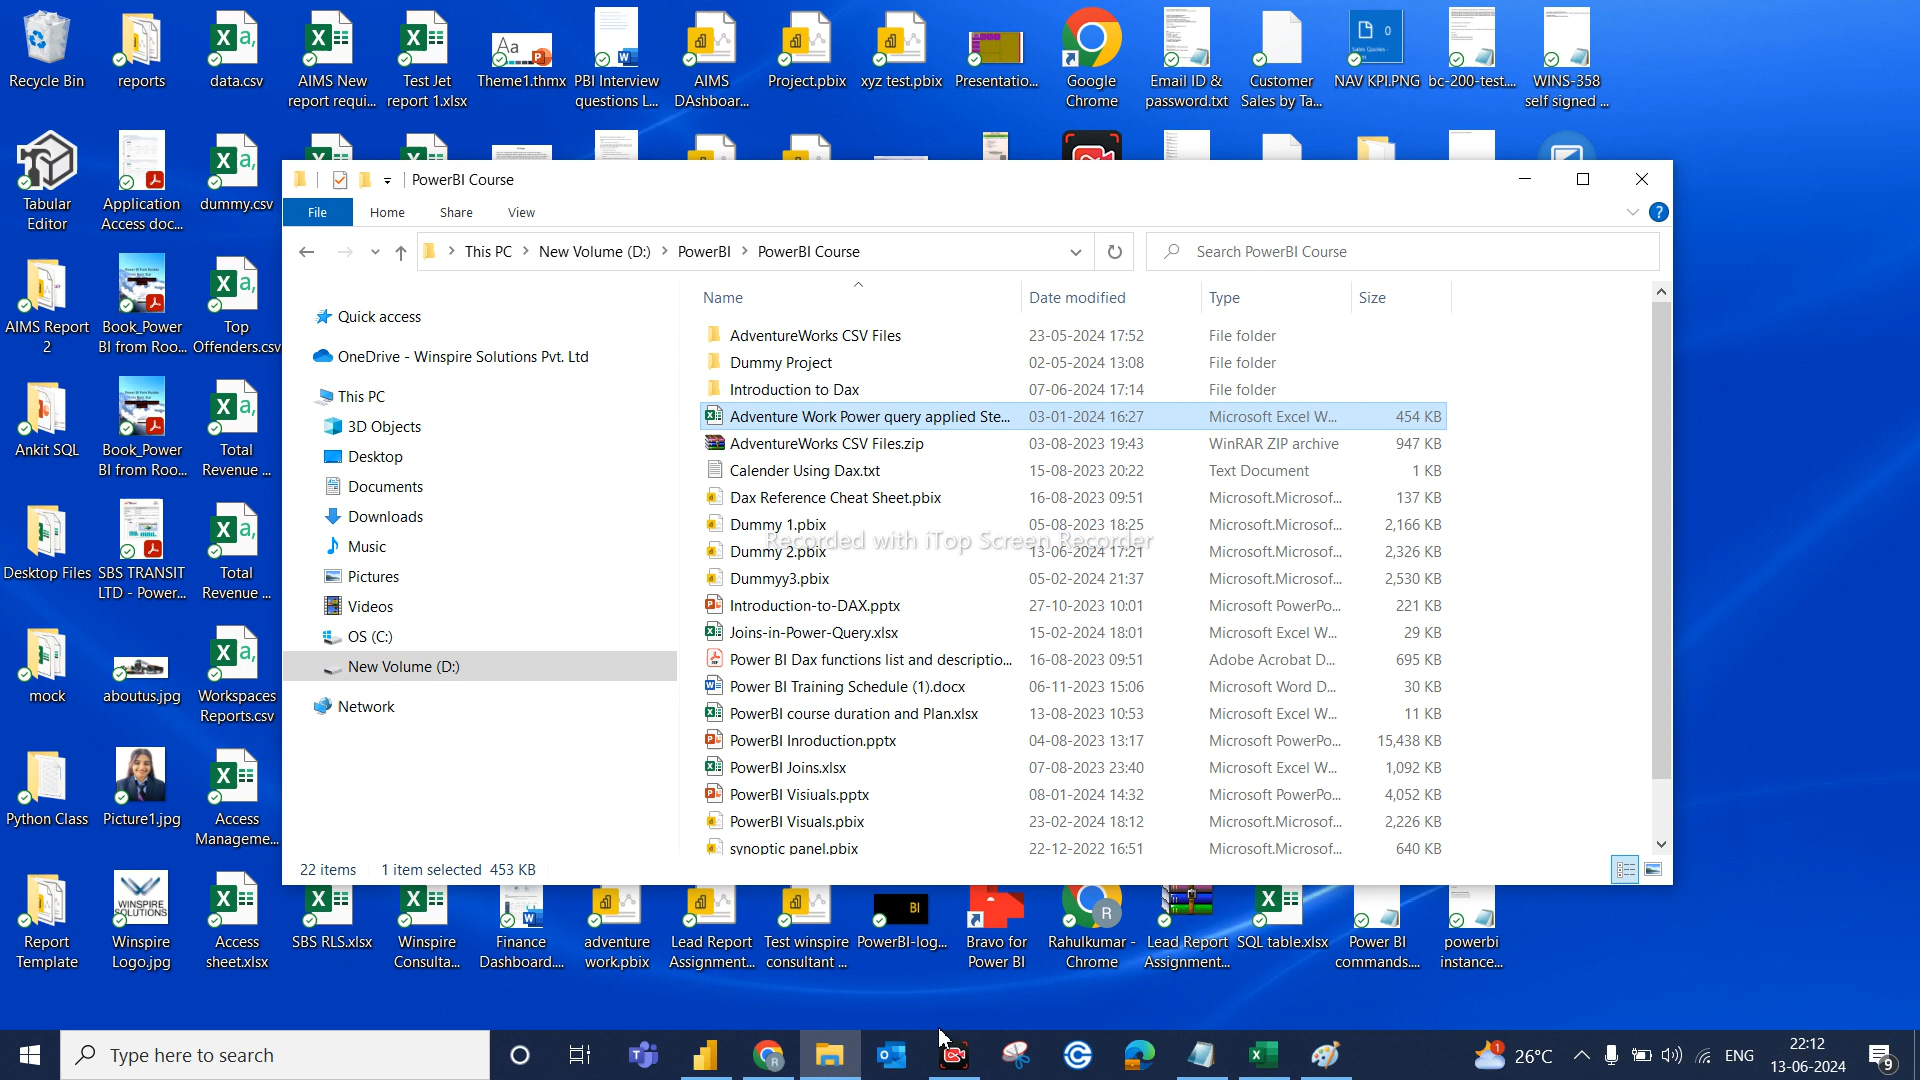 Recycle Bin
reports
data.csv
AIMS New
report requi...
Test Jet
report 1.xlsx
Theme1.thmx
PBI Interview
questions L...
AIMS
DAshboar...
Project.pbix
xyz test.pbix
Presentatio...
Google
Chrome
Email ID &
password.txt
Customer
Sales by Ta...
NAV KPI.PNG
bc-200-test....
WINS-358
self signed ...
Tabular
Editor
Application
Access doc...
dummy.csv
AIMS Report
2
Book_Power
BI from Roo...
Top
Offenders.csv
Ankit SQL
Book_Power
BI from Roo...
Total
Revenue ...
Desktop Files
SBS TRANSIT
LTD - Power...
Total
Revenue ...
mock
aboutus.jpg
Workspaces
Reports.csv
Python Class
Picture1.jpg
Access
Manageme...
PowerBI Course
File
Home
Share
View
This PC
New Volume (D:)
PowerBI
PowerBI Course
Search PowerBI Course
Quick access
OneDrive - Winspire Solutions Pvt. Ltd
This PC
3D Objects
Desktop
Documents
Downloads
Music
Pictures
Videos
OS (C:)
New Volume (D:)
Network
Name Date modified Type Size
AdventureWorks CSV Files 23-05-2024 17:52 File folder
Dummy Project 02-05-2024 13:08 File folder
Introduction to Dax 07-06-2024 17:14 File folder
Adventure Work Power query applied Ste... 03-01-2024 16:27 Microsoft Excel W... 454 KB
AdventureWorks CSV Files.zip 03-08-2023 19:43 WinRAR ZIP archive 947 KB
Calender Using Dax.txt 15-08-2023 20:22 Text Document 1 KB
Dax Reference Cheat Sheet.pbix 16-08-2023 09:51 Microsoft.Microsof... 137 KB
Dummy 1.pbix 05-08-2023 18:25 Microsoft.Microsof... 2,166 KB
Recorded with iTop Screen Recorder
Dummy 2.pbix 13-06-2024 17:21 Microsoft.Microsof... 2,326 KB
Dummyy3.pbix 05-02-2024 21:37 Microsoft.Microsof... 2,530 KB
Introduction-to-DAX.pptx 27-10-2023 10:01 Microsoft PowerPo... 221 KB
Joins-in-Power-Query.xlsx 15-02-2024 18:01 Microsoft Excel W... 29 KB
Power BI Dax functions list and descriptio... 16-08-2023 09:51 Adobe Acrobat D... 695 KB
Power BI Training Schedule (1).docx 06-11-2023 15:06 Microsoft Word D... 30 KB
PowerBI course duration and Plan.xlsx 13-08-2023 10:53 Microsoft Excel W... 11 KB
PowerBI Inroduction.pptx 04-08-2023 13:17 Microsoft PowerPo... 15,438 KB
PowerBI Joins.xlsx 07-08-2023 23:40 Microsoft Excel W... 1,092 KB
PowerBI Visiuals.pptx 08-01-2024 14:32 Microsoft PowerPo... 4,052 KB
PowerBI Visuals.pbix 23-02-2024 18:12 Microsoft.Microsof... 2,226 KB
synoptic panel.pbix 22-12-2022 16:51 Microsoft.Microsof... 640 KB
22 items 1 item selected 453 KB
Report
Template
WINSPIRE
SOLUTIONS
Winspire
Logo.jpg
Access
sheet.xlsx
SBS RLS.xlsx
Winspire
Consulta...
Finance
Dashboard....
adventure
work.pbix
Lead Report
Assignment...
Test winspire
consultant ...
BI
PowerBI-log...
Bravo for
Power BI
R
Rahulkumar -
Chrome
Lead Report
Assignment...
SQL table.xlsx
Power BI
commands....
powerbi
instance...
Type here to search
26°C
ENG
22:12
13-06-2024
9